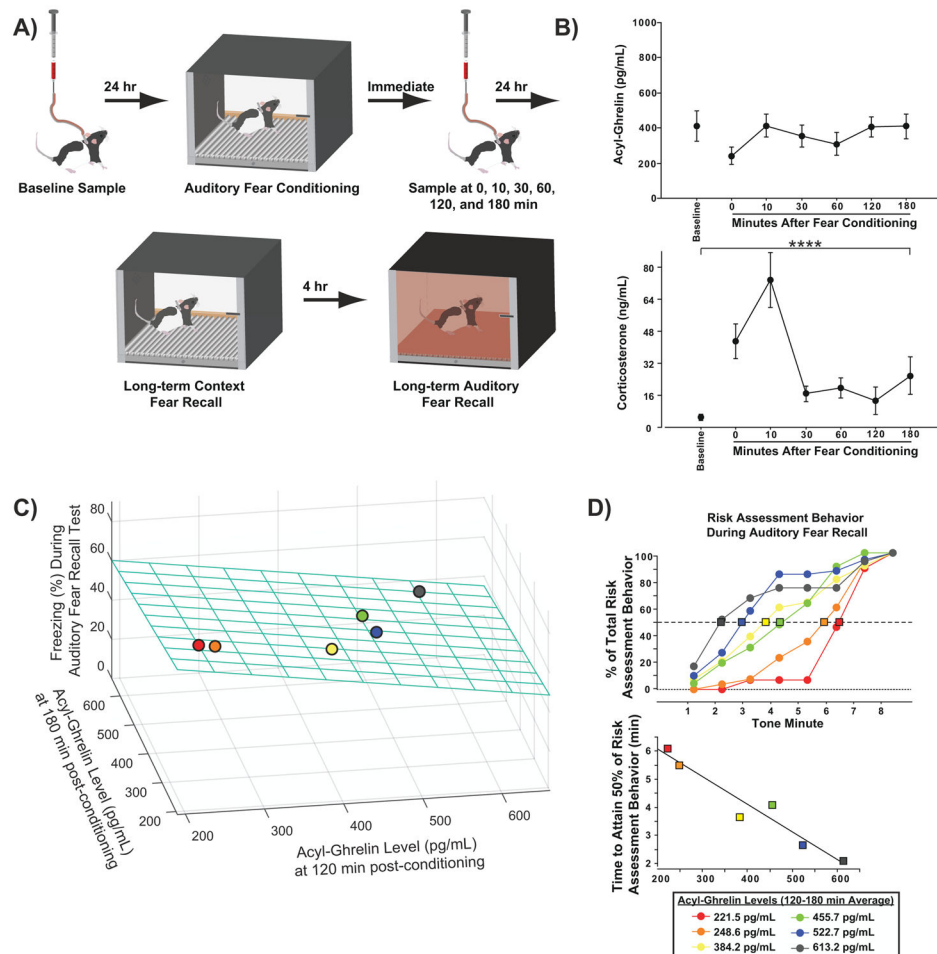 A)
24 hr
Immediate
24 hr
Baseline Sample
Auditory Fear Conditioning
Sample at 0, 10, 30, 60,
120, and 180 min
4 hr
Long-term Context
Fear Recall
Long-term Auditory
Fear Recall
B)
Acyl-Ghrelin (pg/mL)
1000
800
600
400
200
0
Baseline
0 10 30 60 120 180
Minutes After Fear Conditioning
****
Corticosterone (ng/mL)
80
64
48
32
16
0
Baseline
0 10 30 60 120 180
Minutes After Fear Conditioning
C)
Freezing (%) During
Auditory Fear Recall Test
80
60
40
20
0
Acyl-Ghrelin Level (pg/mL)
at 180 min post-conditioning
600
500
400
300
200
200 300 400 500 600
Acyl-Ghrelin Level (pg/mL)
at 120 min post-conditioning
D)
Risk Assessment Behavior
During Auditory Fear Recall
% of Total Risk
Assessment Behavior
100
80
60
40
20
0
1 2 3 4 5 6 7 8
Tone Minute
Time to Attain 50% of Risk
Assessment Behavior (min)
6
5
4
3
2
200 300 400 500 600
Acyl-Ghrelin Levels (120-180 min Average)
221.5 pg/mL
248.6 pg/mL
384.2 pg/mL
455.7 pg/mL
522.7 pg/mL
613.2 pg/mL